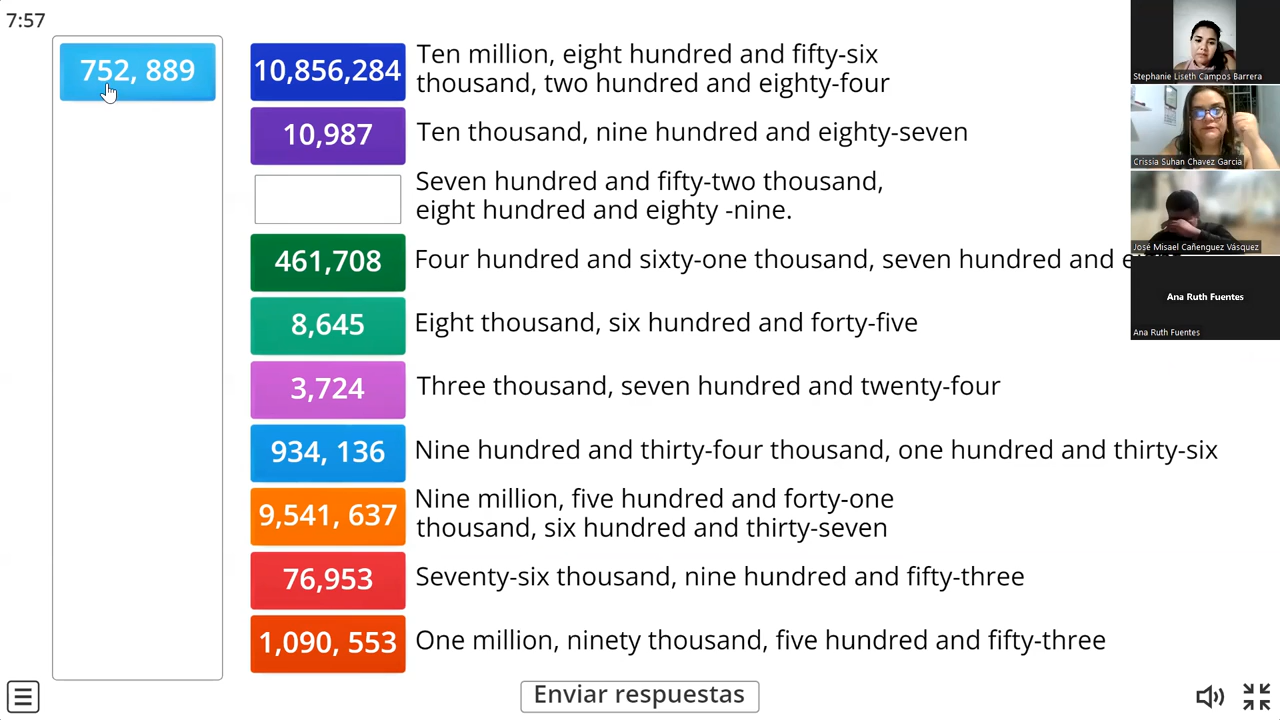 7:57
752, 889
10,856,284
Ten million, eight hundred and fifty-six
thousand, two hundred and eighty-four
10,987
Ten thousand, nine hundred and eighty-seven
Seven hundred and fifty-two thousand,
eight hundred and eighty -nine.
461,708
Four hundred and sixty-one thousand, seven hundred and
8,645
Eight thousand, six hundred and forty-five
3,724
Three thousand, seven hundred and twenty-four
934, 136
Nine hundred and thirty-four thousand, one hundred and thirty-six
9,541, 637
Nine million, five hundred and forty-one
thousand, six hundred and thirty-seven
76,953
Seventy-six thousand, nine hundred and fifty-three
1,090, 553
One million, ninety thousand, five hundred and fifty-three
Enviar respuestas
Stephanie Liseth Campos Barrera
Crissia Suhan Chavez Garcia
José Misael Cañenguez Vásquez
Ana Ruth Fuentes
Ana Ruth Fuentes